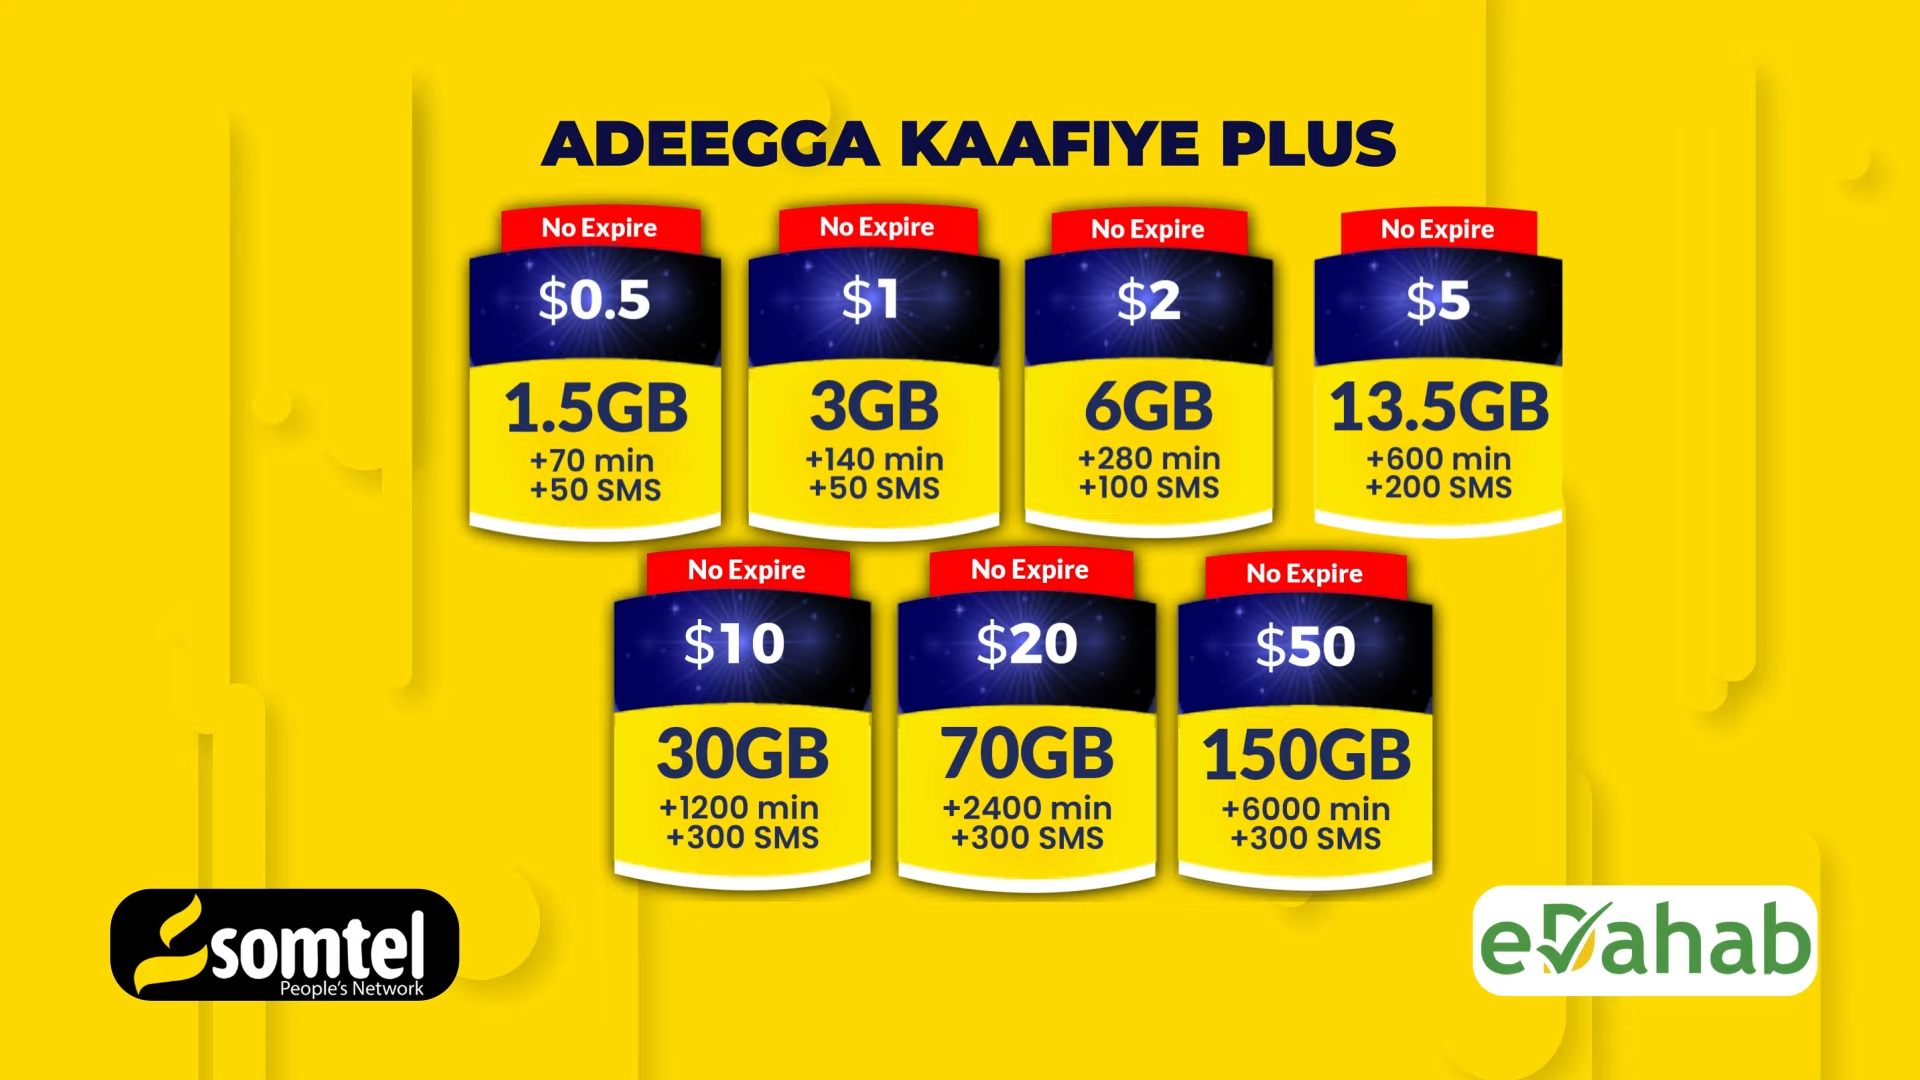 ADEEGGA KAAFIYE PLUS
No Expire
$0.5
1.5GB
+70 min
+50 SMS
No Expire
$1
3GB
+140 min
+50 SMS
No Expire
$2
6GB
+280 min
+100 SMS
No Expire
$5
13.5GB
+600 min
+200 SMS
No Expire
$10
30GB
+1200 min
+300 SMS
No Expire
$20
70GB
+2400 min
+300 SMS
No Expire
$50
150GB
+6000 min
+300 SMS
somtel
People's Network
eDahab